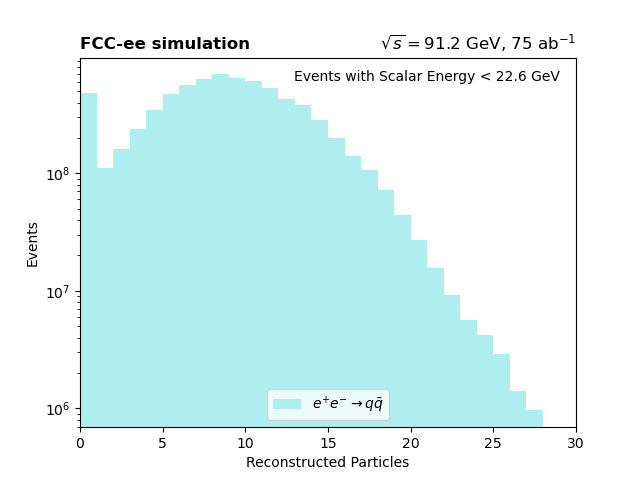 FCC-ee simulation
√s = 91.2 GeV, 75 ab⁻¹
Events with Scalar Energy < 22.6 GeV
10⁸
10⁷
10⁶
Events
e⁺e⁻ → qq̄
0 5 10 15 20 25 30
Reconstructed Particles